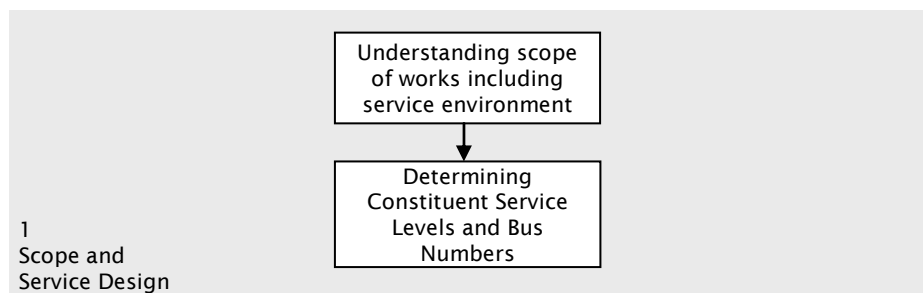 Understanding scope
of works including
service environment
Determining
Constituent Service
Levels and Bus
Numbers
1
Scope and
Service Design